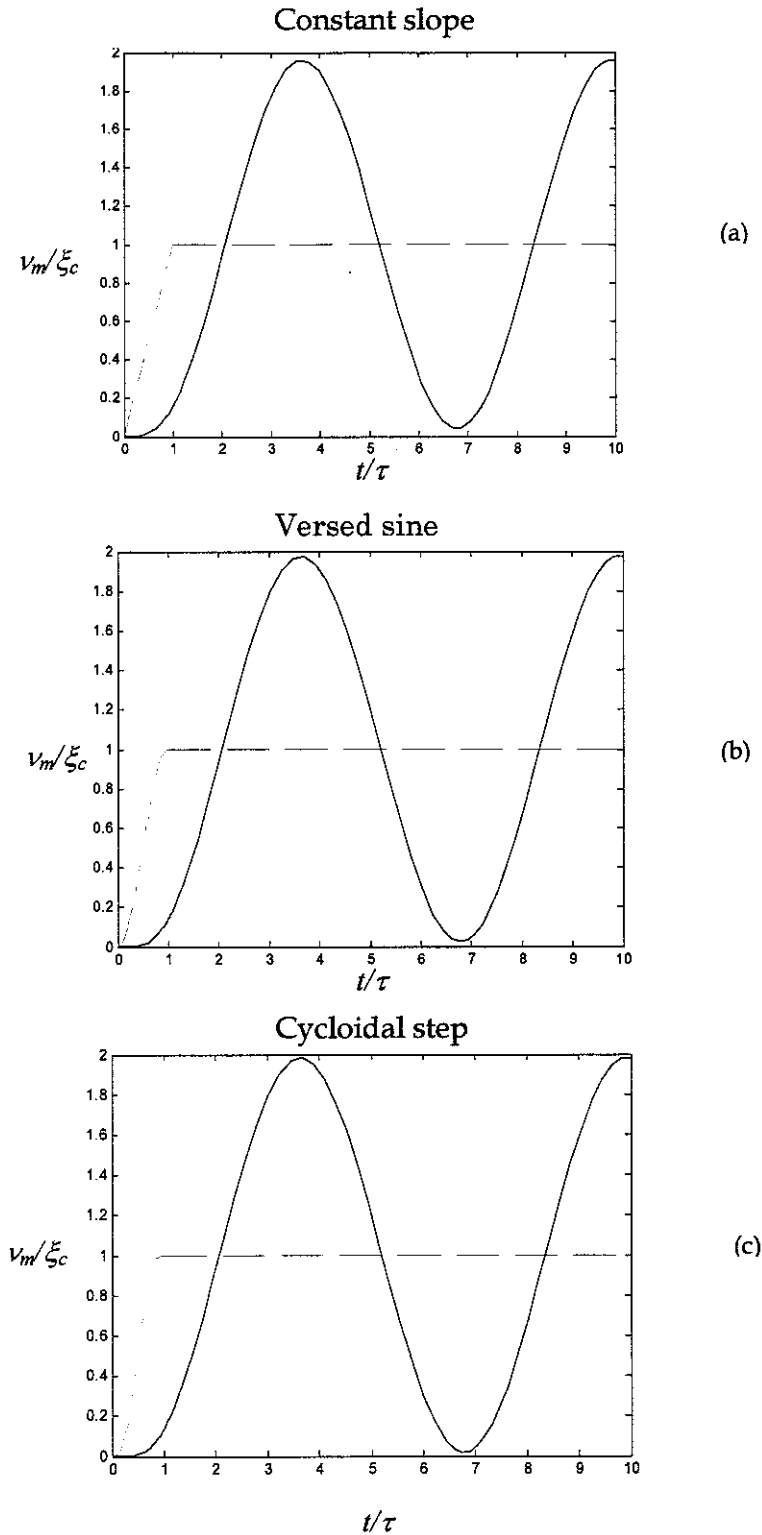 Constant slope
2
1.8
1.6
1.4
1.2
1
0.8
0.6
0.4
0.2
0
νm/ξc
0 1 2 3 4 5 6 7 8 9 10
t/τ
(a)
Versed sine
2
1.8
1.6
1.4
1.2
1
0.8
0.6
0.4
0.2
0
νm/ξc
0 1 2 3 4 5 6 7 8 9 10
t/τ
(b)
Cycloidal step
2
1.8
1.6
1.4
1.2
1
0.8
0.6
0.4
0.2
0
νm/ξc
0 1 2 3 4 5 6 7 8 9 10
t/τ
(c)